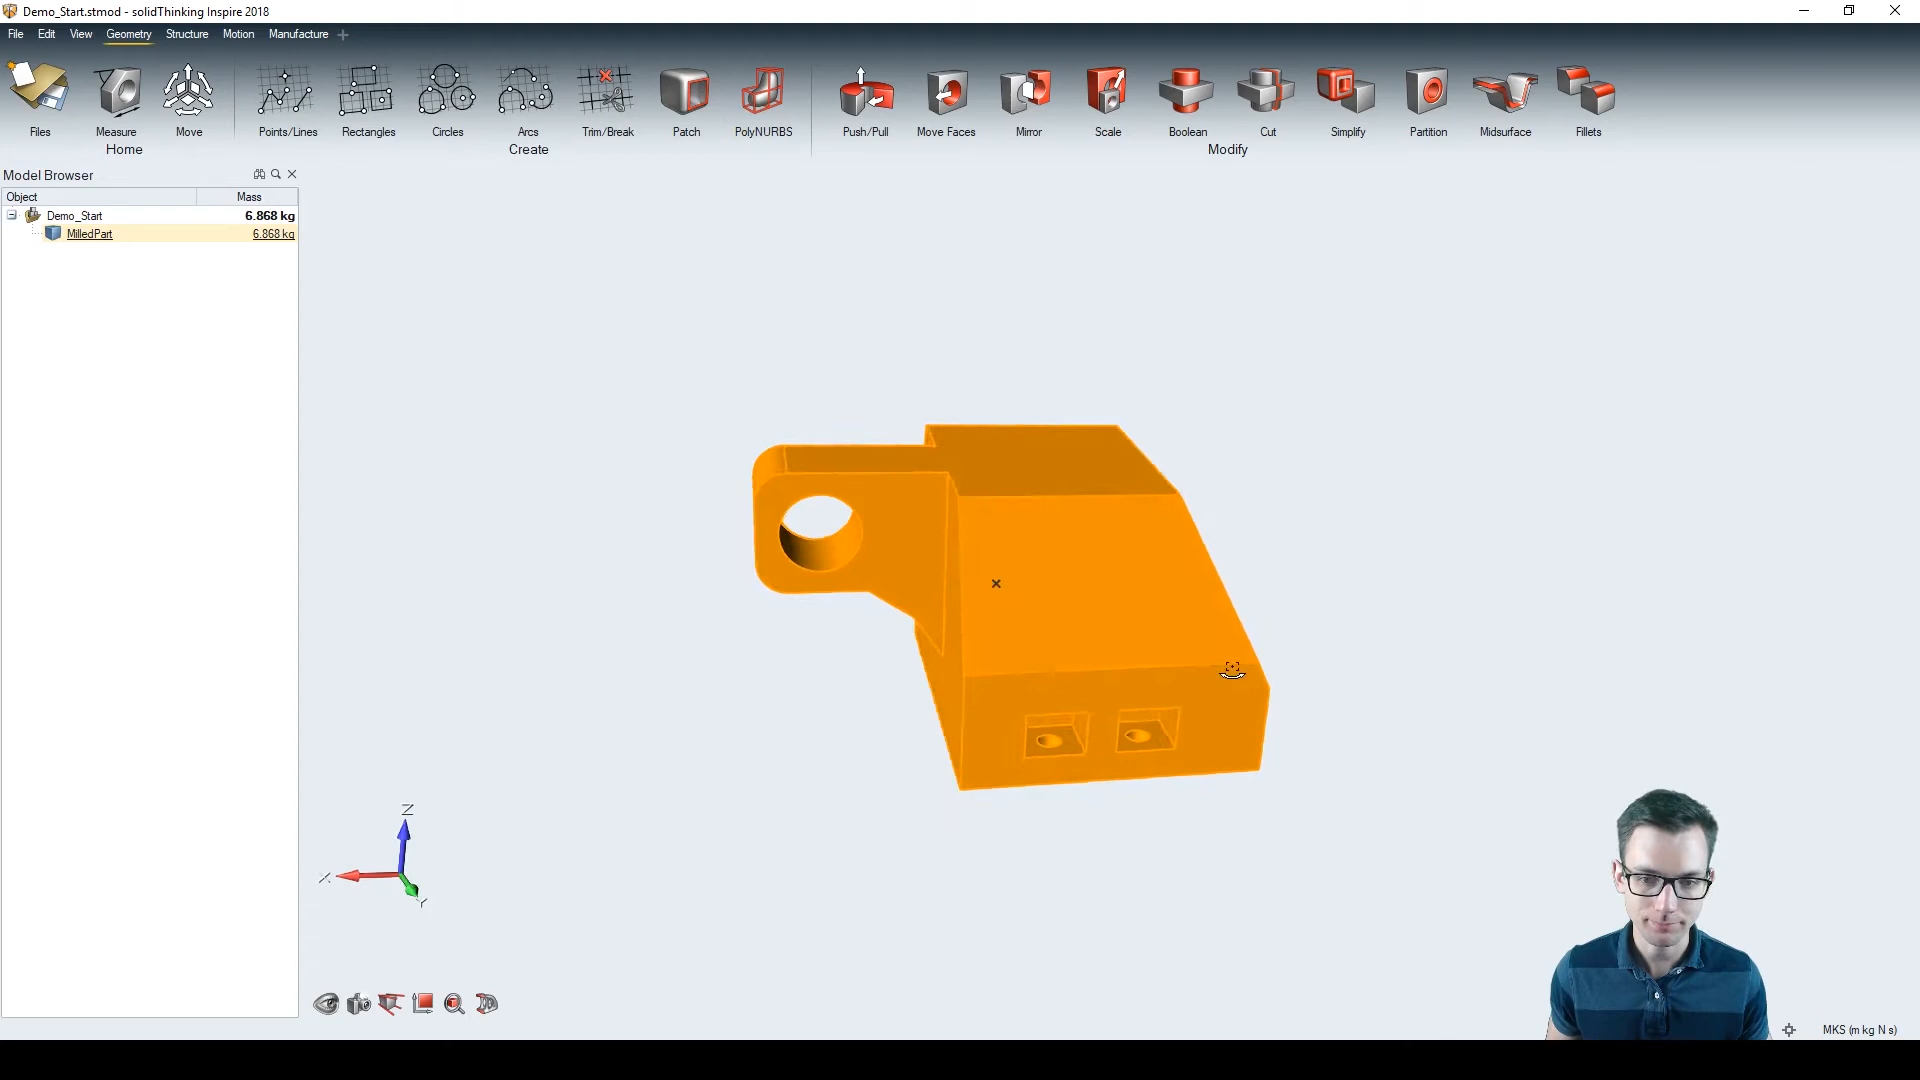 Demo_Start.stmod - solidThinking Inspire 2018
File Edit View Geometry Structure Motion Manufacture
Files Measure Move Points/Lines Rectangles Circles Arcs Trim/Break Patch PolyNURBS Push/Pull Move Faces Mirror Scale Boolean Cut Simplify Partition Midsurface Fillets
Home Create Modify
Model Browser
Object Mass
Demo_Start 6.868 kg
MilledPart 6.868 kg
Z
X
Y
MKS (m kg N s)